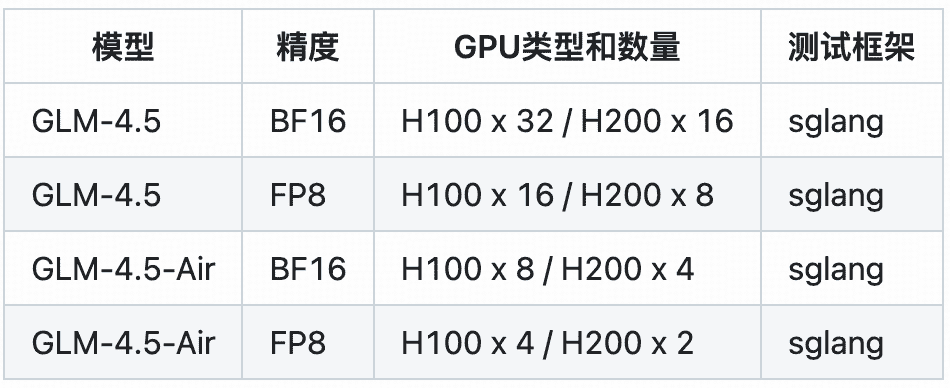 模型 精度 GPU类型和数量 测试框架
GLM-4.5 BF16 H100 x 32 / H200 x 16 sglang
GLM-4.5 FP8 H100 x 16 / H200 x 8 sglang
GLM-4.5-Air BF16 H100 x 8 / H200 x 4 sglang
GLM-4.5-Air FP8 H100 x 4 / H200 x 2 sglang